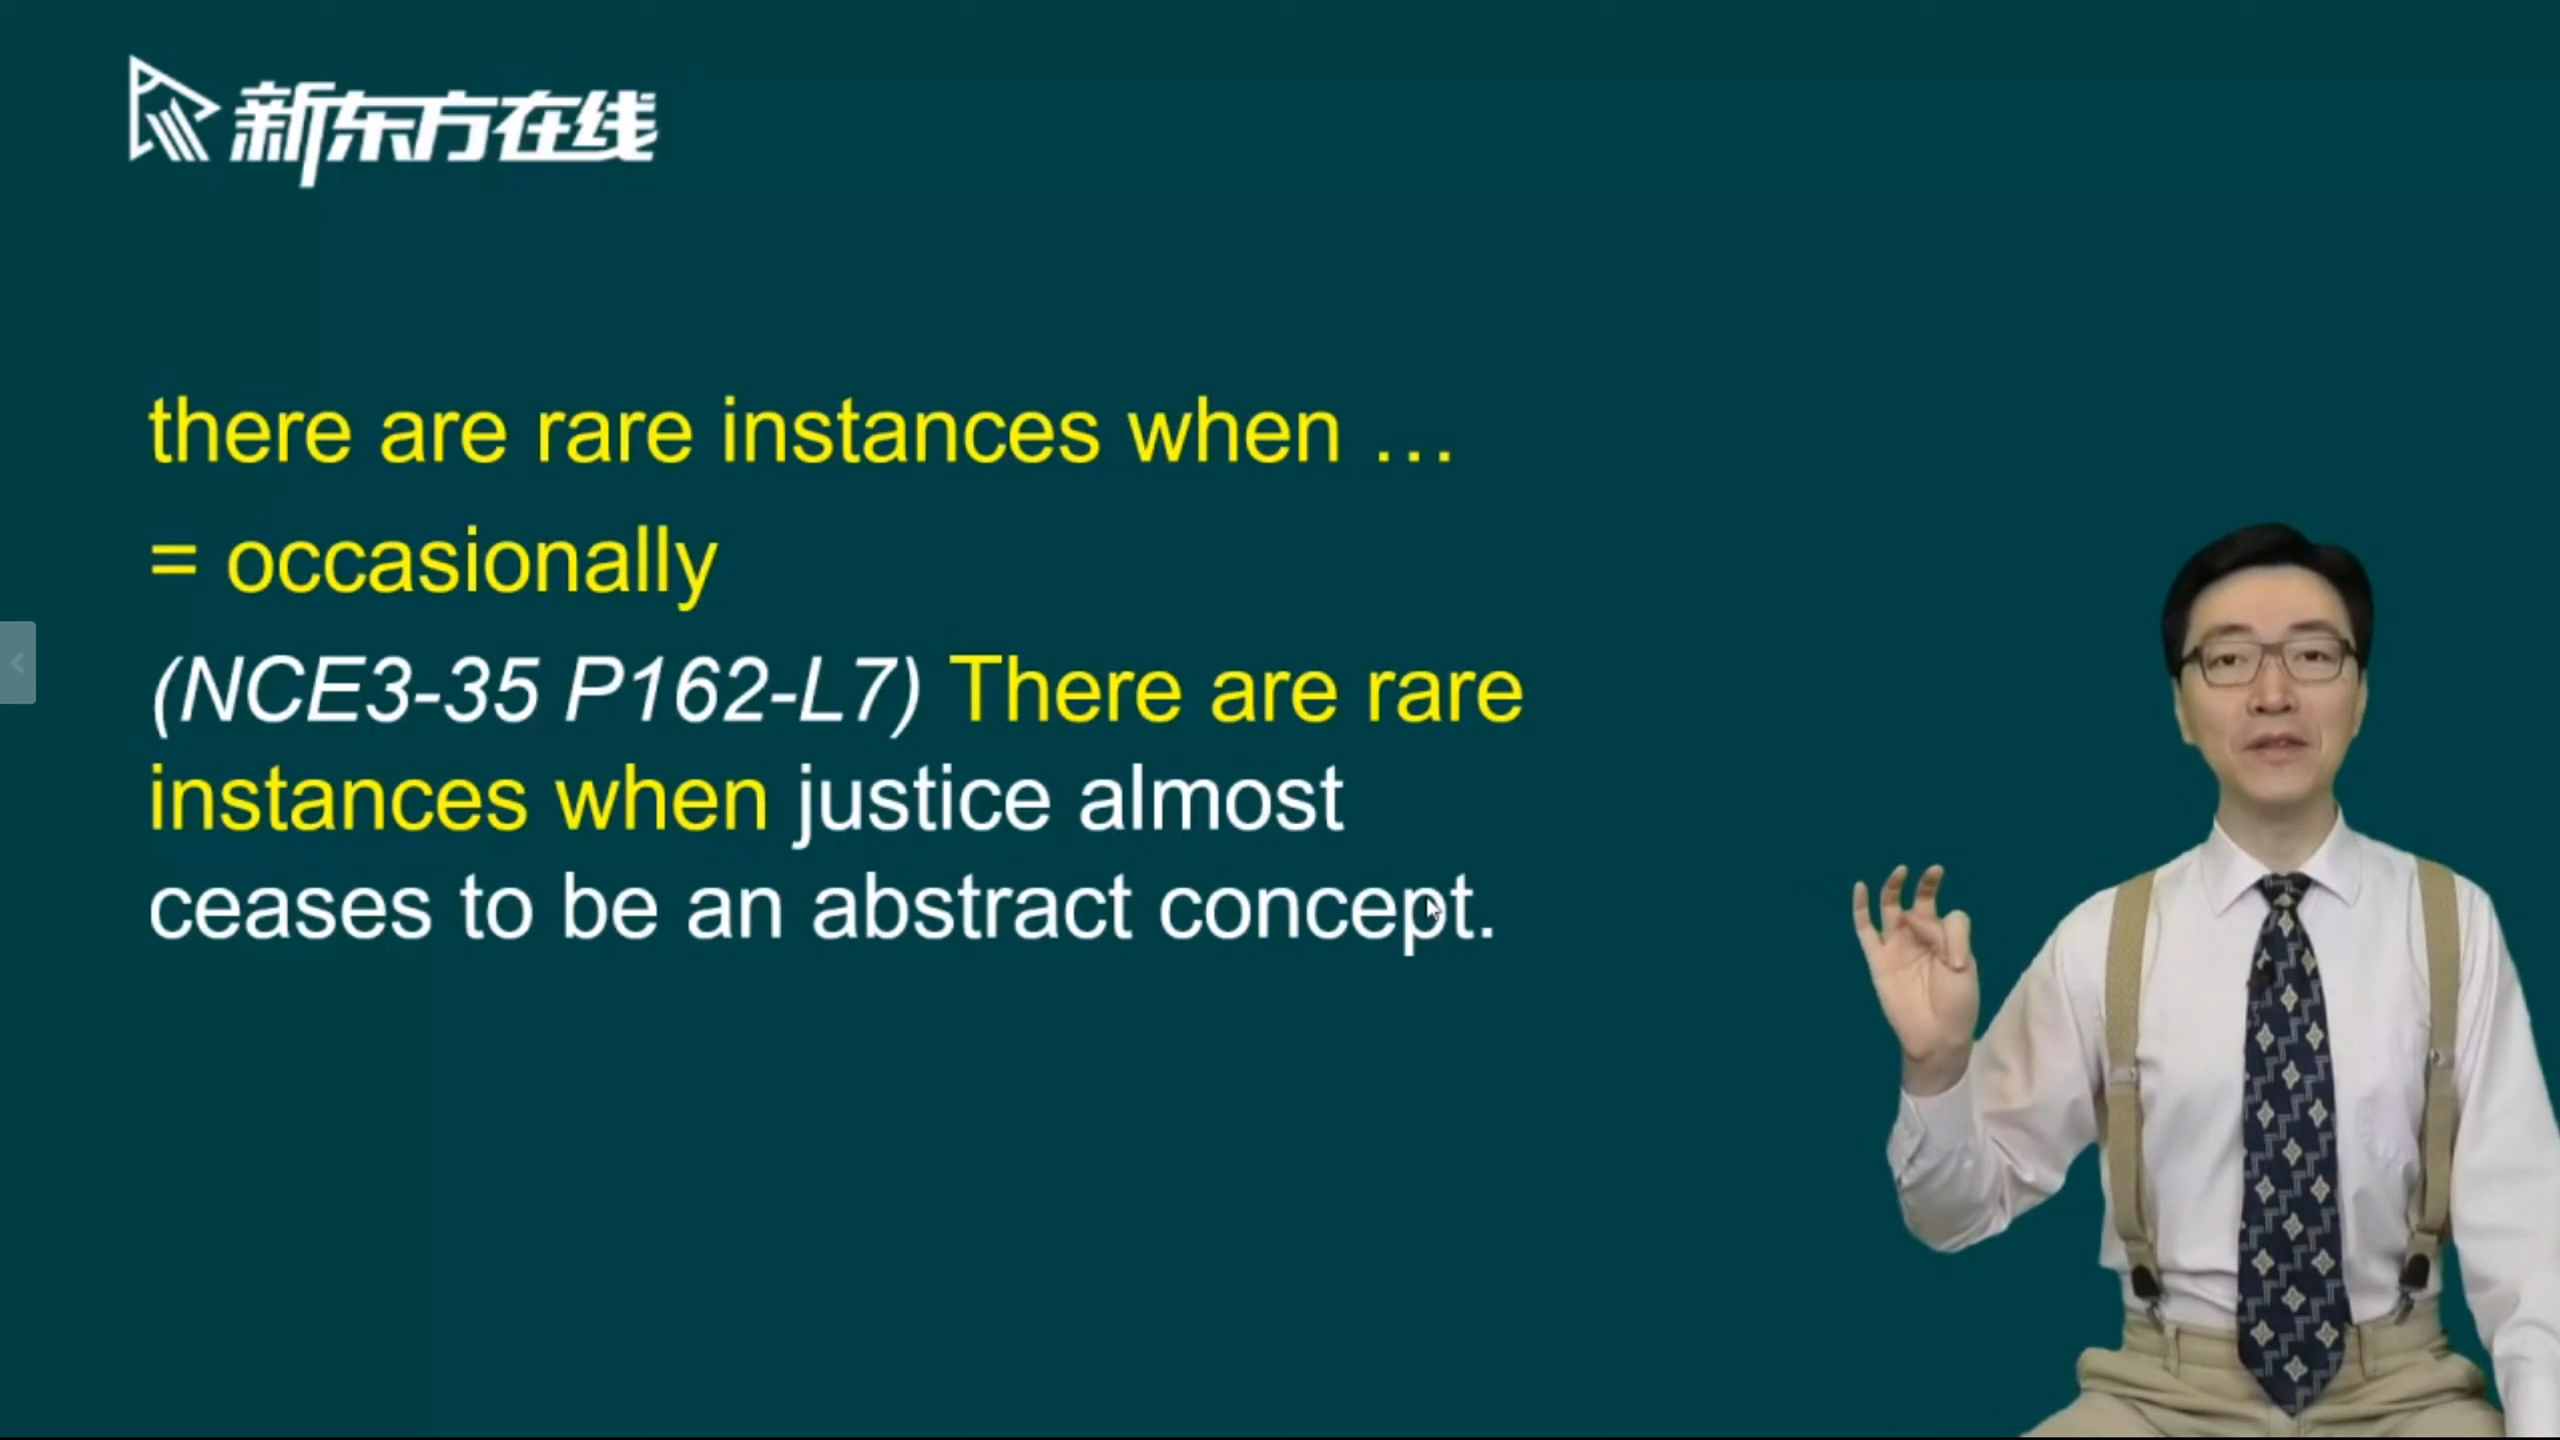 新东方在线
there are rare instances when …
= occasionally
(NCE3-35 P162-L7) There are rare
instances when justice almost
ceases to be an abstract concept.